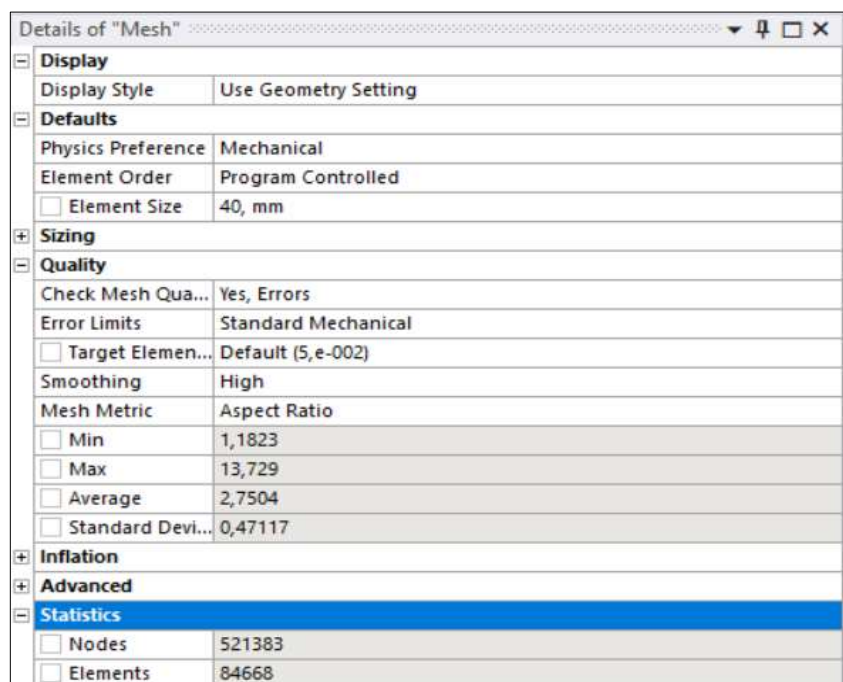 Details of "Mesh"
Display
Display Style Use Geometry Setting
Defaults
Physics Preference Mechanical
Element Order Program Controlled
Element Size 40, mm
Sizing
Quality
Check Mesh Qua... Yes, Errors
Error Limits Standard Mechanical
Target Elemen... Default (5,e-002)
Smoothing High
Mesh Metric Aspect Ratio
Min 1,1823
Max 13,729
Average 2,7504
Standard Devi... 0,47117
Inflation
Advanced
Statistics
Nodes 521383
Elements 84668